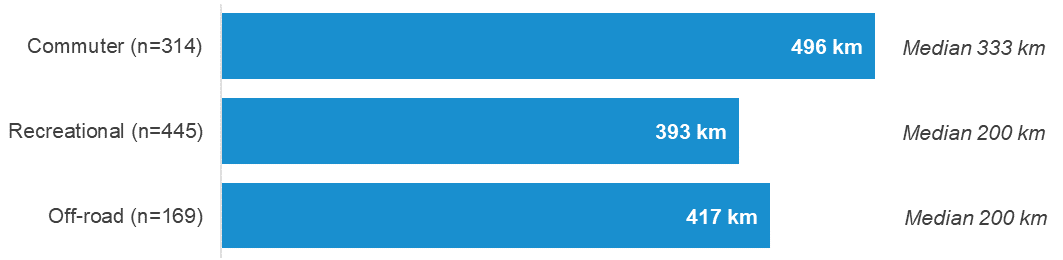 Commuter (n=314) 496 km Median 333 km
Recreational (n=445) 393 km Median 200 km
Off-road (n=169) 417 km Median 200 km